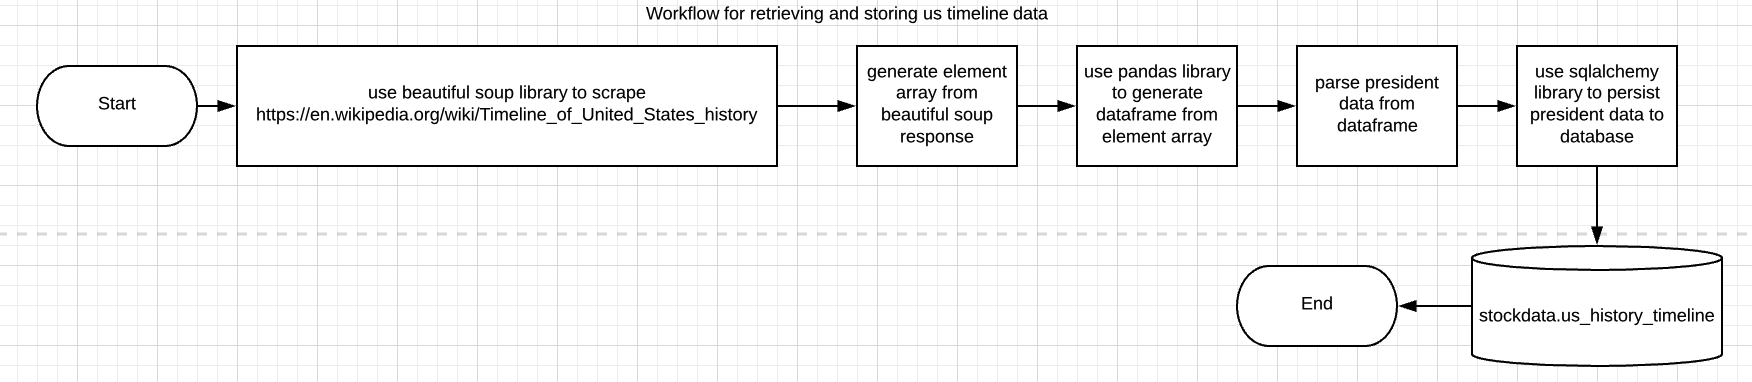 Workflow for retrieving and storing us timeline data
Start
use beautiful soup library to scrape
https://en.wikipedia.org/wiki/Timeline_of_United_States_history
generate element
array from
beautiful soup
response
use pandas library
to generate
dataframe from
element array
parse president
data from
dataframe
use sqlalchemy
library to persist
president data to
database
stockdata.us_history_timeline
End